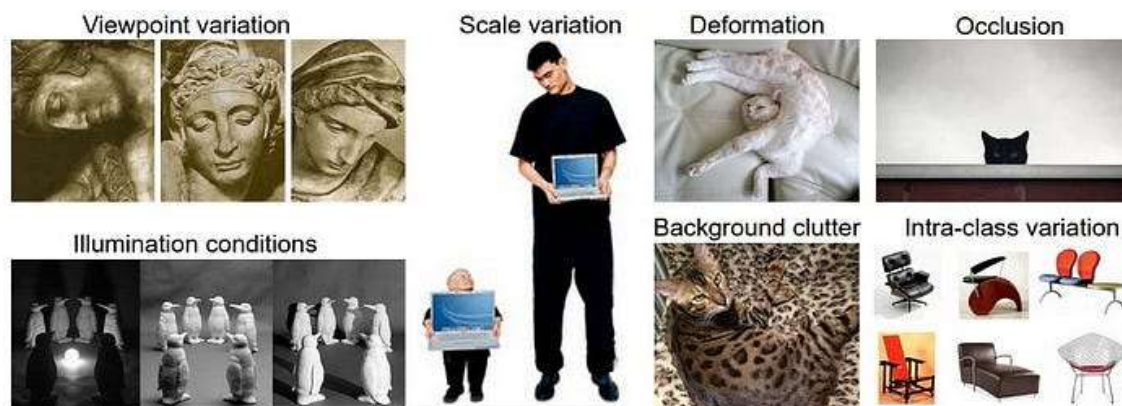 Viewpoint variation
Scale variation
Deformation
Occlusion
Illumination conditions
Background clutter
Intra-class variation